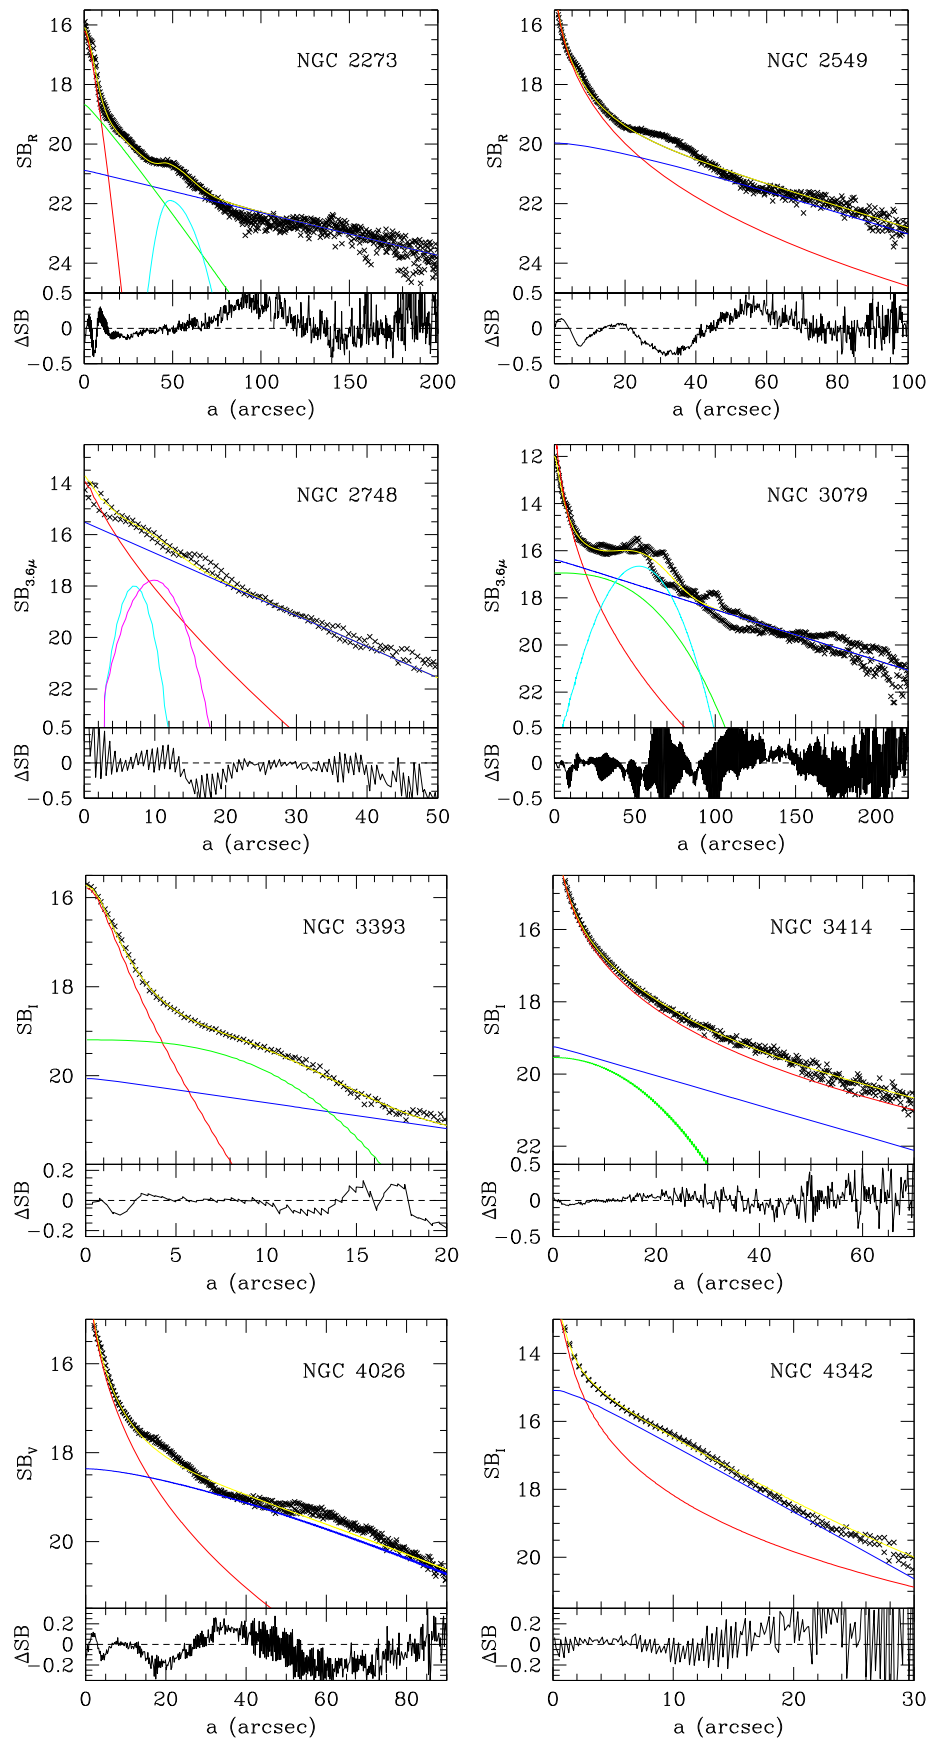 NGC 2273
16
18
20
22
24
SB_R
0.5
0
−0.5
ΔSB
0 50 100 150 200
a (arcsec)
NGC 2549
16
18
20
22
24
SB_R
0.5
0
−0.5
ΔSB
0 20 40 60 80 100
a (arcsec)
NGC 2748
14
16
18
20
22
SB_3.6μ
0.5
0
−0.5
ΔSB
0 10 20 30 40 50
a (arcsec)
NGC 3079
12
14
16
18
20
22
SB_3.6μ
0.5
0
−0.5
ΔSB
0 50 100 150 200
a (arcsec)
NGC 3393
16
18
20
SB_I
0.2
0
−0.2
ΔSB
0 5 10 15 20
a (arcsec)
NGC 3414
16
18
20
22
SB_I
0.5
0
−0.5
ΔSB
0 20 40 60
a (arcsec)
NGC 4026
16
18
20
SB_V
0.2
0
−0.2
ΔSB
0 20 40 60 80
a (arcsec)
NGC 4342
14
16
18
20
SB_I
0.2
0
−0.2
ΔSB
0 10 20 30
a (arcsec)